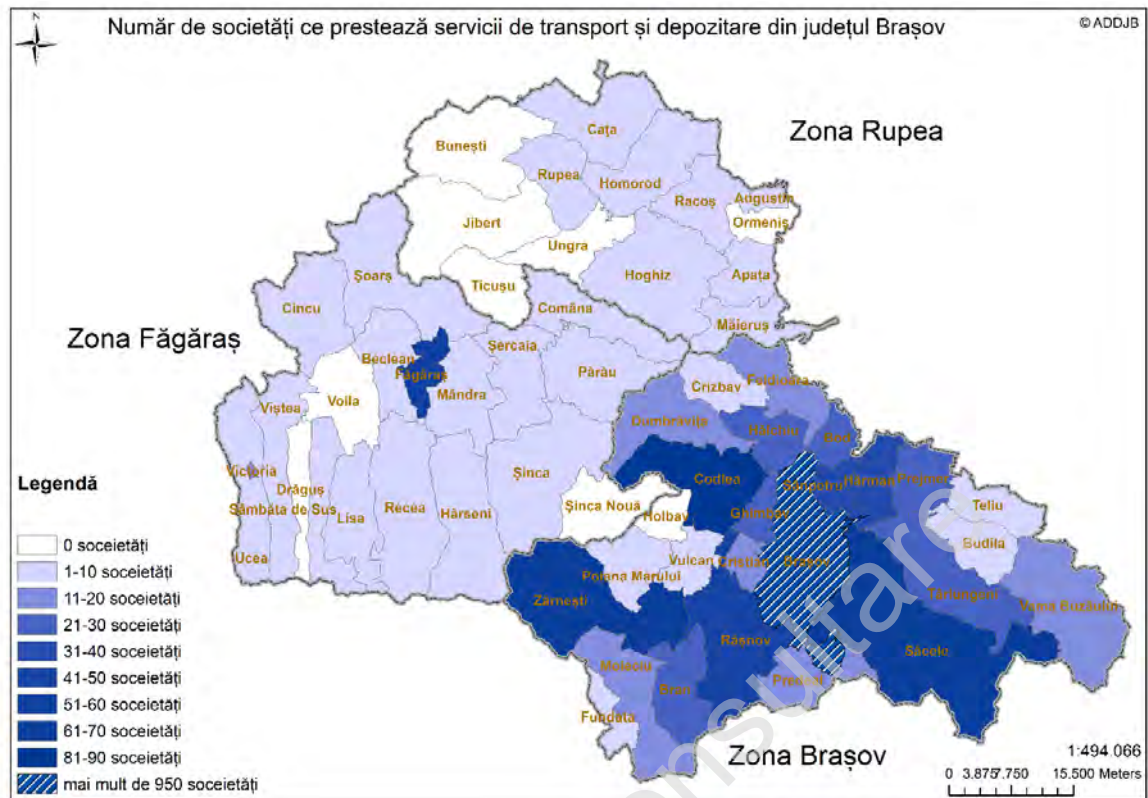 Număr de societăți ce prestează servicii de transport și depozitare din județul Brașov
© ADDJB
N
Zona Rupea
Cața
Bunești
Rupea
Homorod
Racoș
Augustin
Ormeniș
Jibert
Ungra
Hoghiz
Apața
Ticușu
Șoarș
Cincu
Comăna
Măieruș
Zona Făgăraș
Șercaia
Beclean
Făgăraș
Mândra
Părău
Crizbav
Feldioara
Viștea
Voila
Dumbrăvița
Hălchiu
Bod
Victoria
Drăguș
Sâmbăta de Sus
Lisa
Recea
Hârseni
Șinca
Codlea
Sânpetru
Hărman
Prejmer
Șinca Nouă
Holbav
Ghimbav
Teliu
Budila
Ucea
Vulcan
Cristian
Brașov
Poiana Mărului
Zărnești
Tărlungeni
Vama Buzăului
Râșnov
Săcele
Moieciu
Bran
Predeal
Fundata
Zona Brașov
Legendă
0 soceietăți
1-10 soceietăți
11-20 soceietăți
21-30 soceietăți
31-40 soceietăți
41-50 soceietăți
51-60 soceietăți
61-70 soceietăți
81-90 soceietăți
mai mult de 950 soceietăți
1:494.066
0 3.875 7.750 15.500 Meters
onsultare